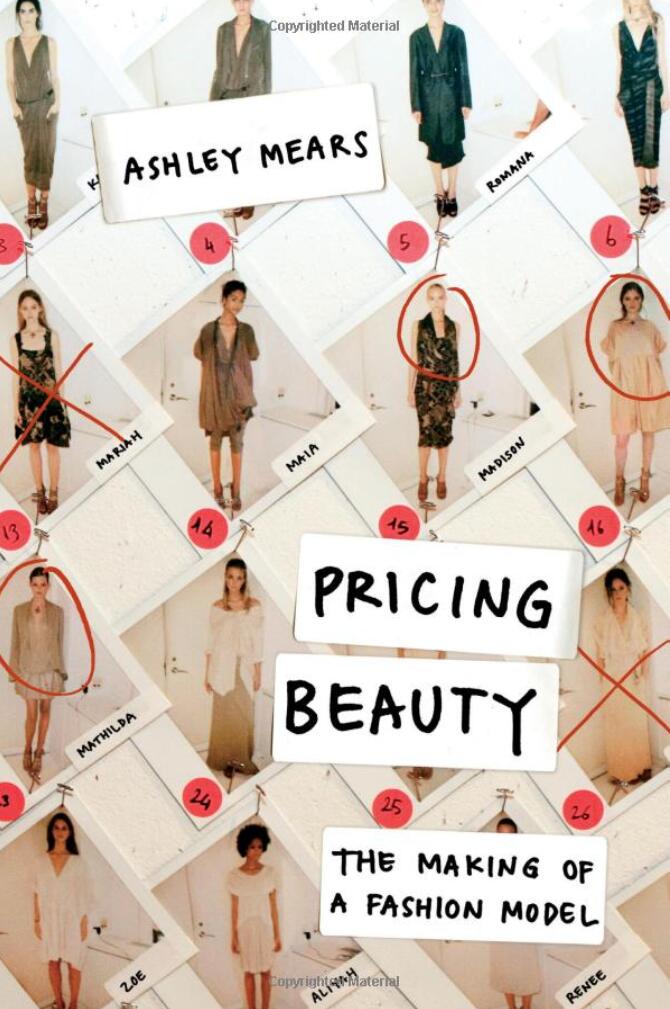 Copyrighted Material
ASHLEY MEARS
ROMANA
4
5
6
MARIAH
MAIA
MADISON
13
14
15
16
PRICING
BEAUTY
MATHILDA
24
25
26
THE MAKING OF
A FASHION MODEL
ZOE
RENEE
Copyrighted Material